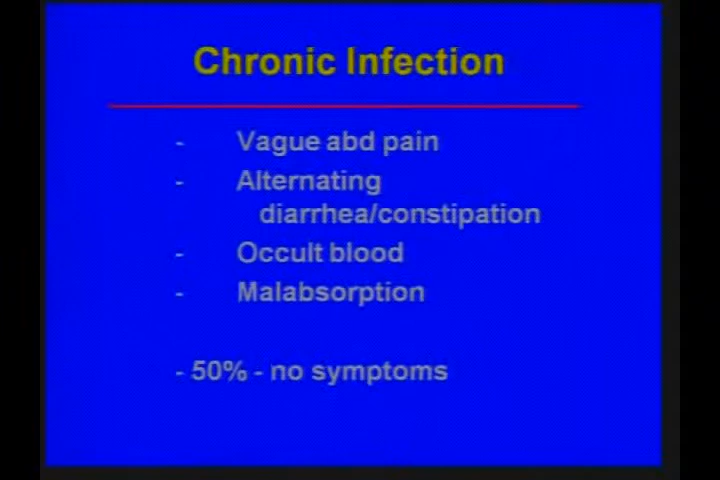 Chronic Infection
- Vague abd pain
- Alternating
diarrhea/constipation
- Occult blood
- Malabsorption
- 50% - no symptoms